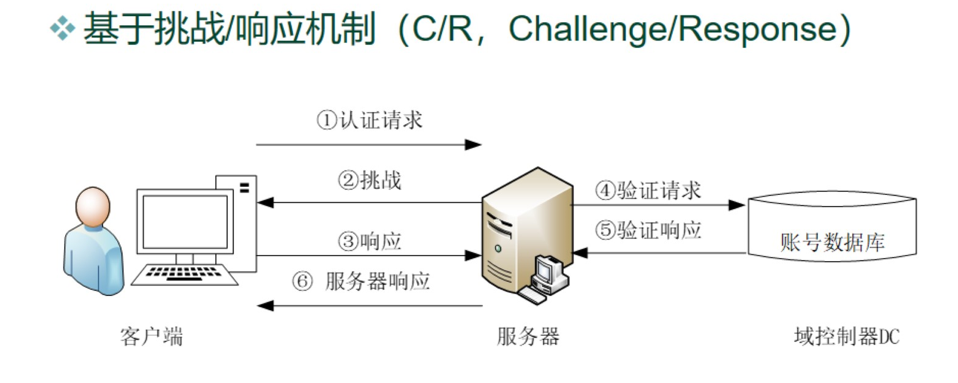 ❖ 基于挑战/响应机制（C/R，Challenge/Response）
①认证请求
②挑战
③响应
⑥ 服务器响应
④验证请求
⑤验证响应
账号数据库
客户端
服务器
域控制器DC